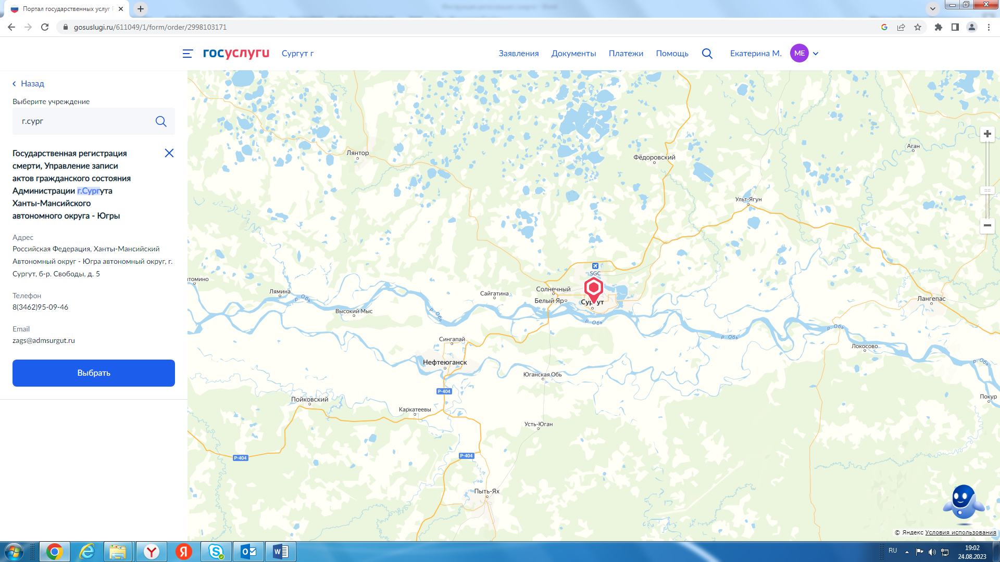 Портал государственных услуг
gosuslugi.ru/611049/1/form/order/2998103171
госуслуги
Сургут г
Заявления
Документы
Платежи
Помощь
Екатерина М.
МЕ
Назад
Выберите учреждение
г.сург
Государственная регистрация
смерти, Управление записи
актов гражданского состояния
Администрации г.Сургута
Ханты-Мансийского
автономного округа - Югры
Адрес
Российская Федерация, Ханты-Мансийский
Автономный округ - Югра автономный округ, г.
Сургут, б-р. Свободы, д. 5
Телефон
8(3462)95-09-46
Email
zags@admsurgut.ru
Выбрать
Лянтор
Фёдоровский
Аган
Ульт-Ягун
SGC
Солнечный
Белый Яр
Сургут
Сайгатина
Лямина
р. Обь
Высокий Мыс
р. Обь
р. Обь
р. Обь
р. Обь
Лангепас
Локосово
р. Обь
Покур
Сингапай
Нефтеюганск
Юганская Обь
Р-404
Пойковский
Каркатеевы
Усть-Юган
Р-404
Р-404
Пыть-Ях
© Яндекс Условия использования
RU
19:02
24.08.2023